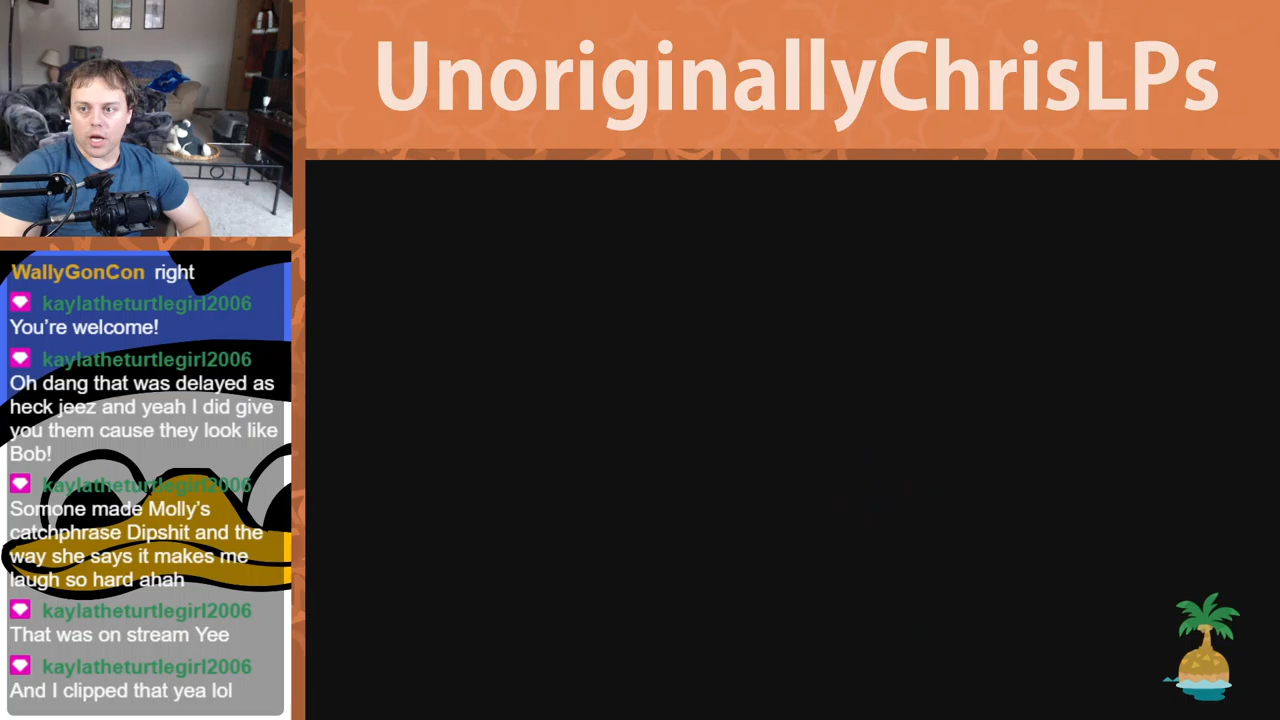 UnoriginallyChrisLPs
WallyGonCon right
kaylatheturtlegirl2006
You’re welcome!
kaylatheturtlegirl2006
Oh dang that was delayed as
heck jeez and yeah I did give
you them cause they look like
Bob!
kaylatheturtlegirl2006
Somone made Molly’s
catchphrase Dipshit and the
way she says it makes me
laugh so hard ahah
kaylatheturtlegirl2006
That was on stream Yee
kaylatheturtlegirl2006
And I clipped that yea lol